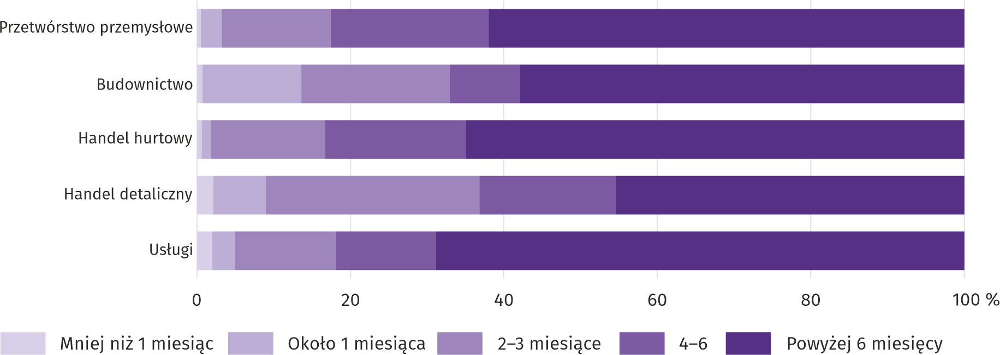 Przetwórstwo przemysłowe
Budownictwo
Handel hurtowy
Handel detaliczny
Usługi
0 20 40 60 80 100 %
Mniej niż 1 miesiąc Około 1 miesiąca 2–3 miesiące 4–6 Powyżej 6 miesięcy